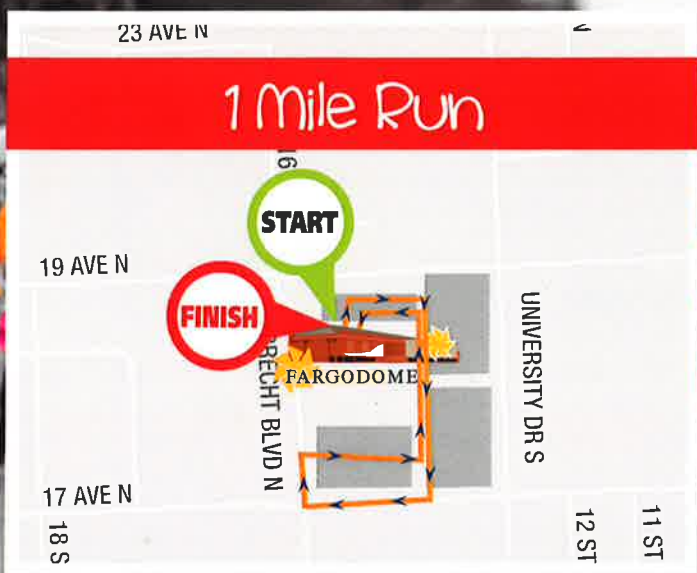 23 AVE N
1 Mile Run
16
START
19 AVE N
FINISH
BRECHT BLVD N
FARGODOME
UNIVERSITY DR S
17 AVE N
18 S
12 ST
11 ST